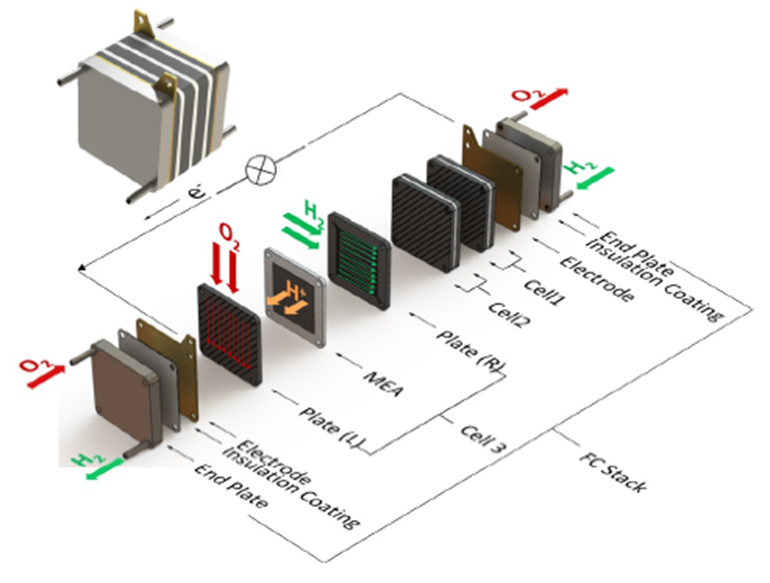 O₂
H₂
e⁻
H₂
O₂
H⁺
End Plate
Insulation Coating
Electrode
Cell1
Cell2
Plate (R)
MEA
Plate (L)
Cell 3
FC Stack
O₂
H₂
Electrode
Insulation Coating
End Plate